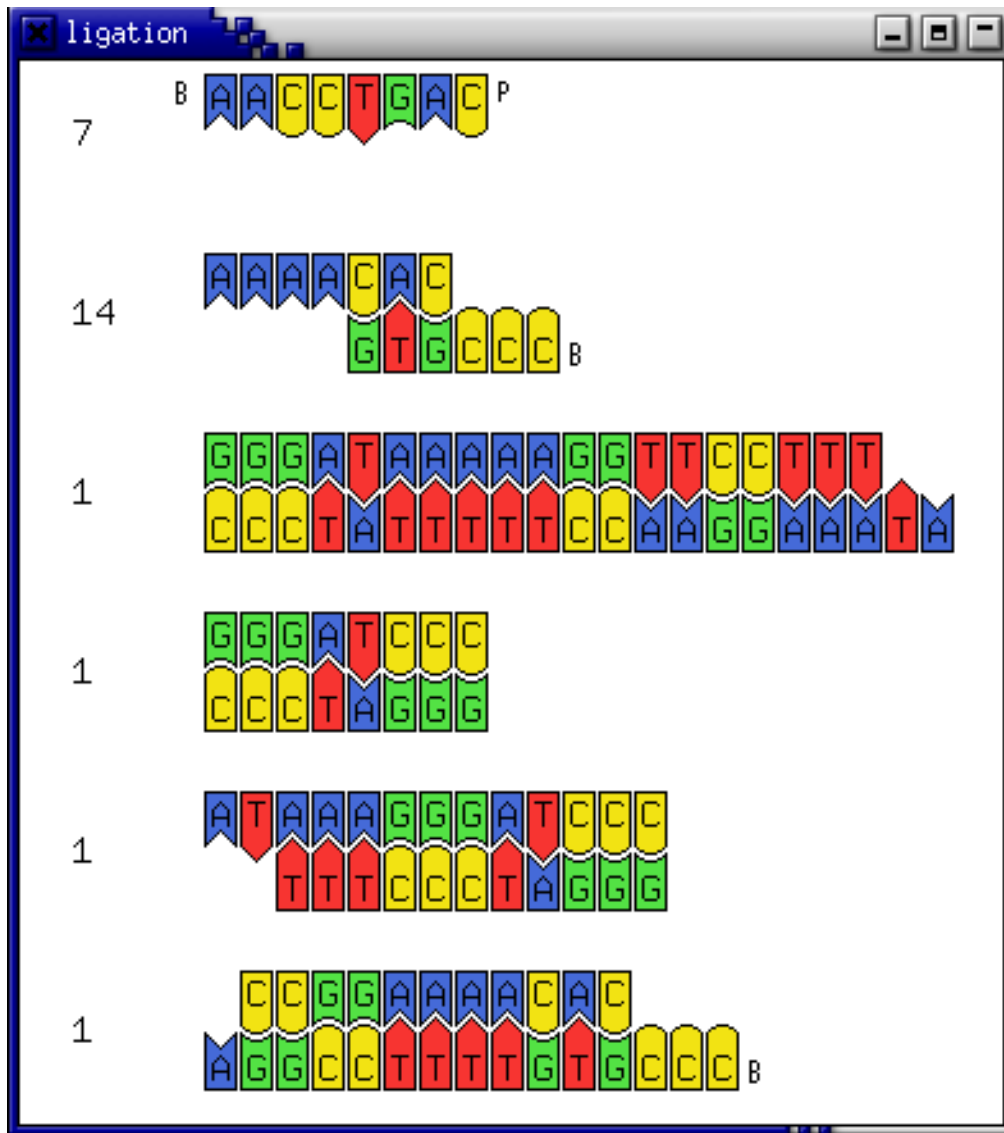 ligation
B AACCTGAC P
7
AAAACAC
14
GTGCCC B
GGGATAAAAAGGTTCCTTT
1
CCCTATTTTTCCAAGGAAATA
GGGATCCC
1
CCCTAGGG
ATAAAGGGATCCC
1
TTTCCCTAGGG
CCGGAAAACAC
1
AGGCCTTTTGTGCCC B